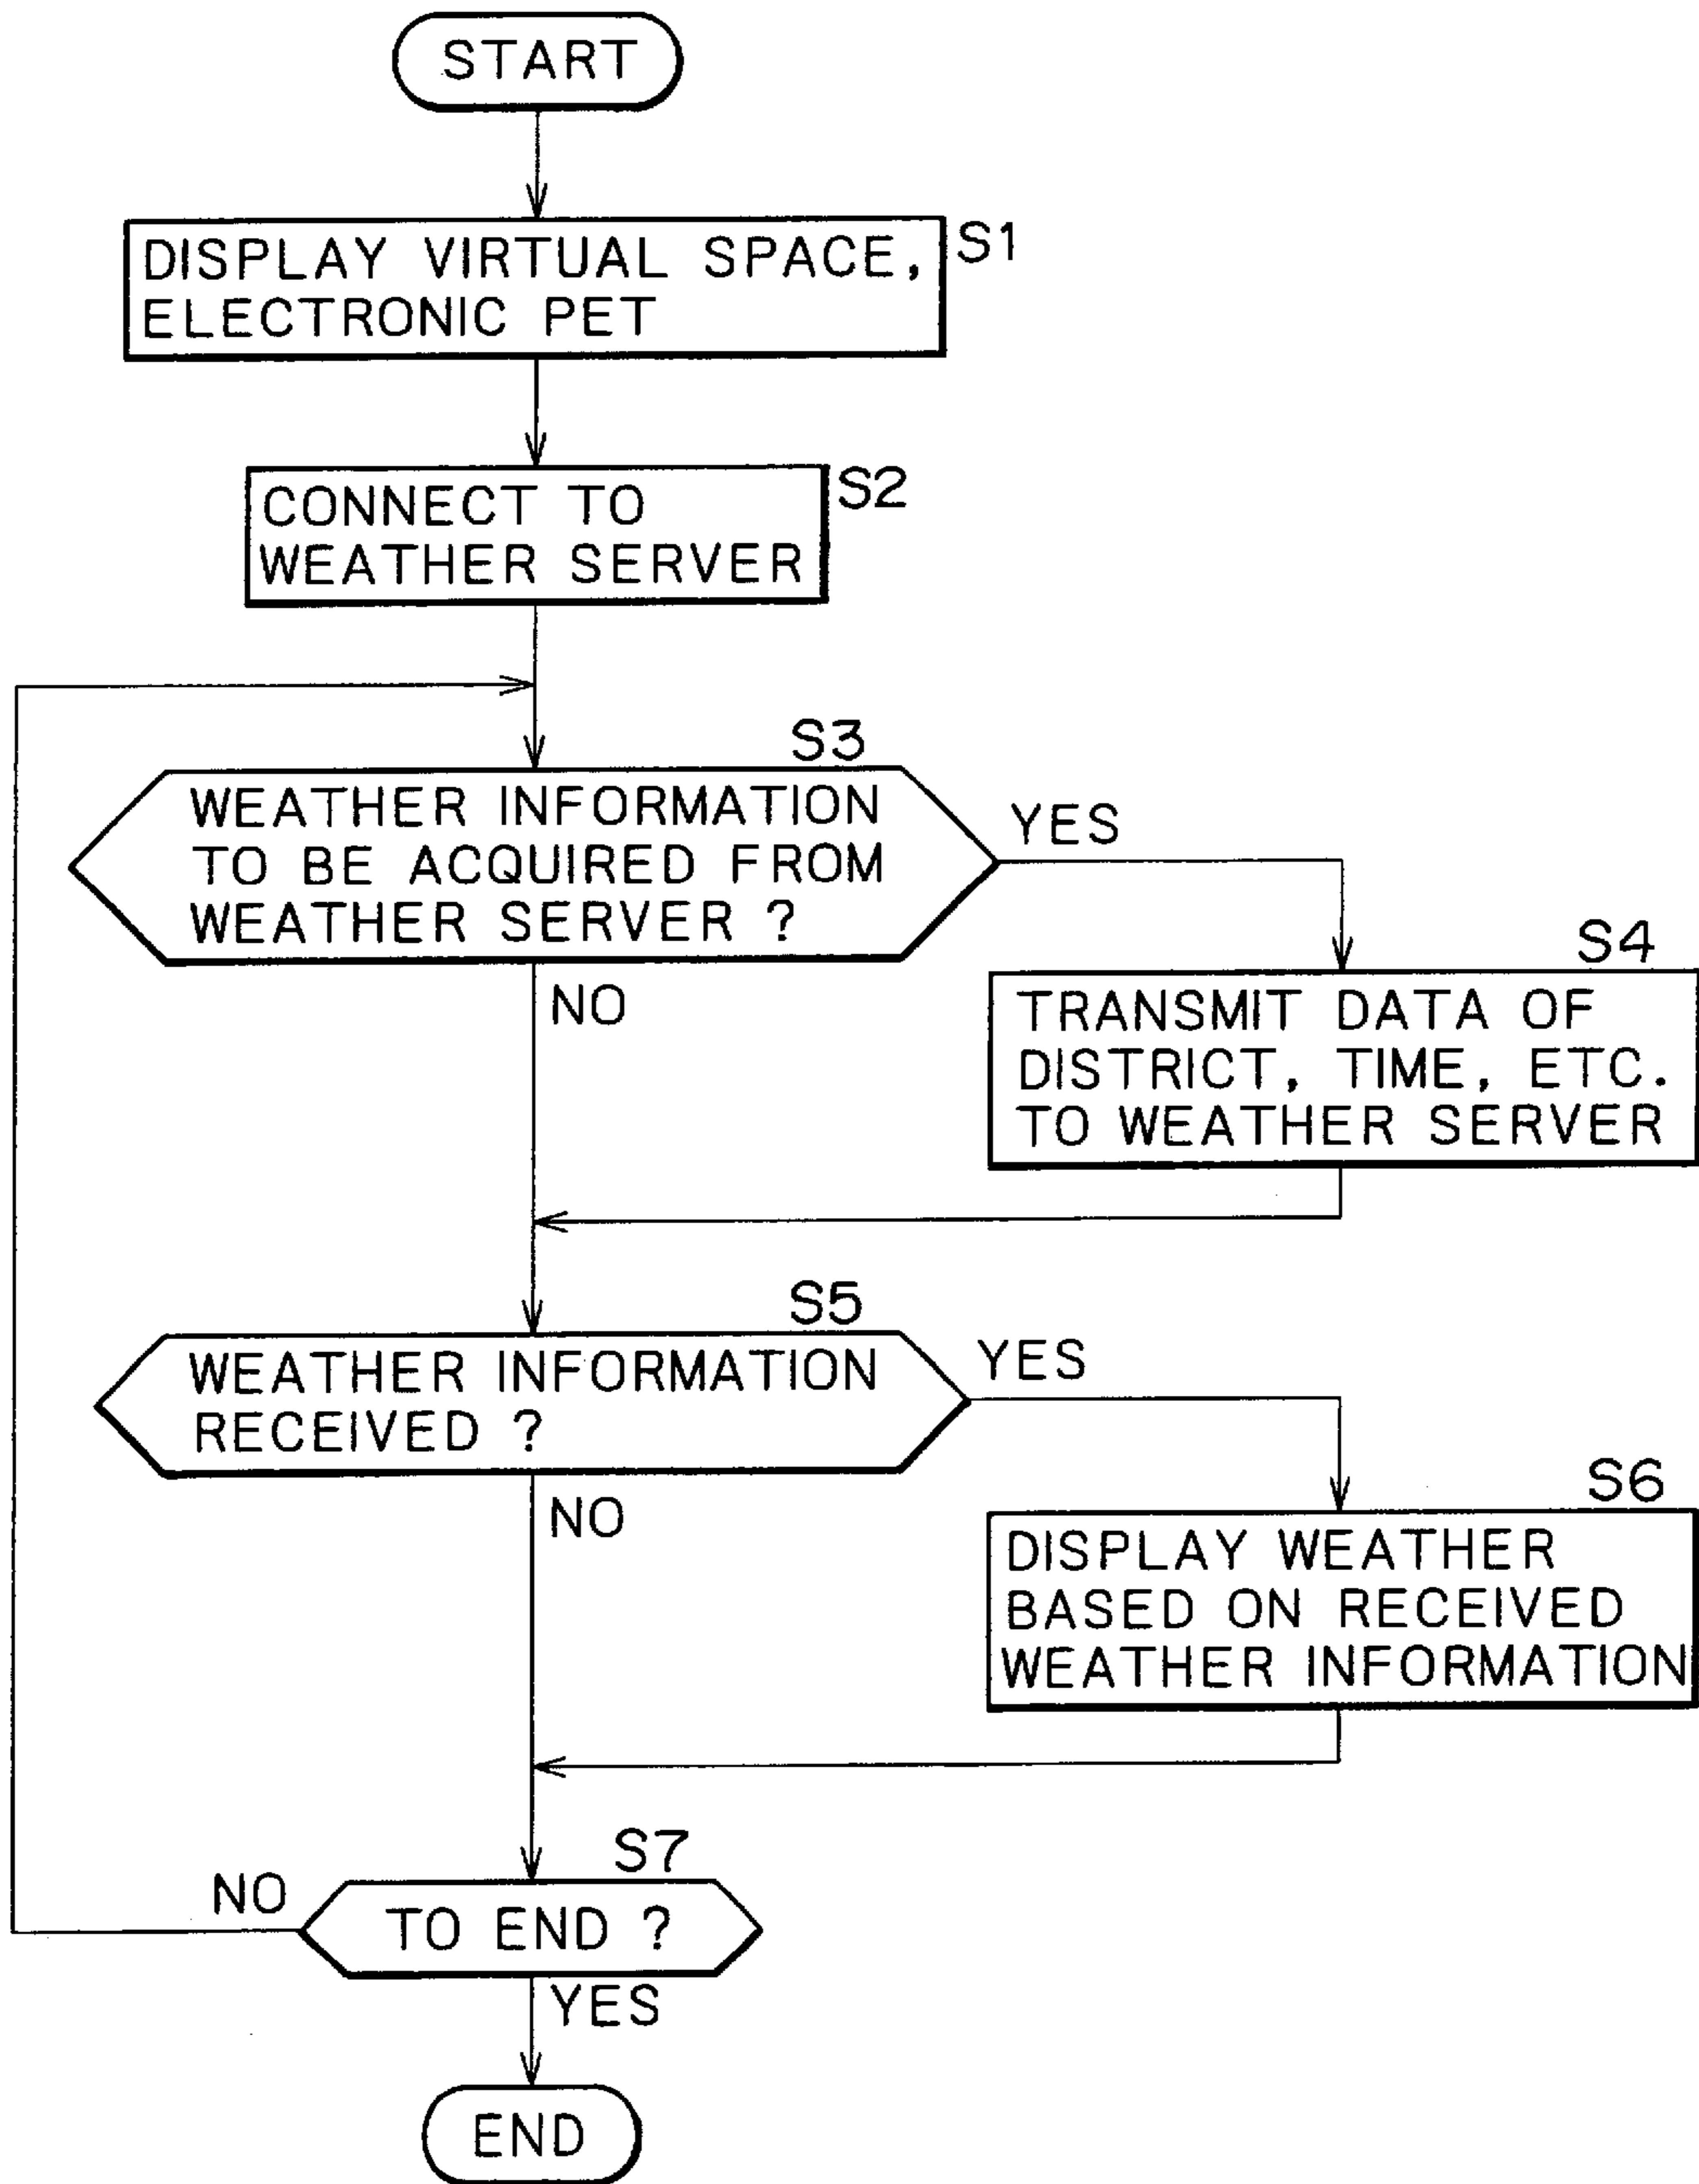 START
S1
DISPLAY VIRTUAL SPACE,
ELECTRONIC PET
S2
CONNECT TO
WEATHER SERVER
S3
WEATHER INFORMATION
TO BE ACQUIRED FROM
WEATHER SERVER ?
YES
NO
S4
TRANSMIT DATA OF
DISTRICT, TIME, ETC.
TO WEATHER SERVER
S5
WEATHER INFORMATION
RECEIVED ?
YES
NO
S6
DISPLAY WEATHER
BASED ON RECEIVED
WEATHER INFORMATION
S7
NO
TO END ?
YES
END